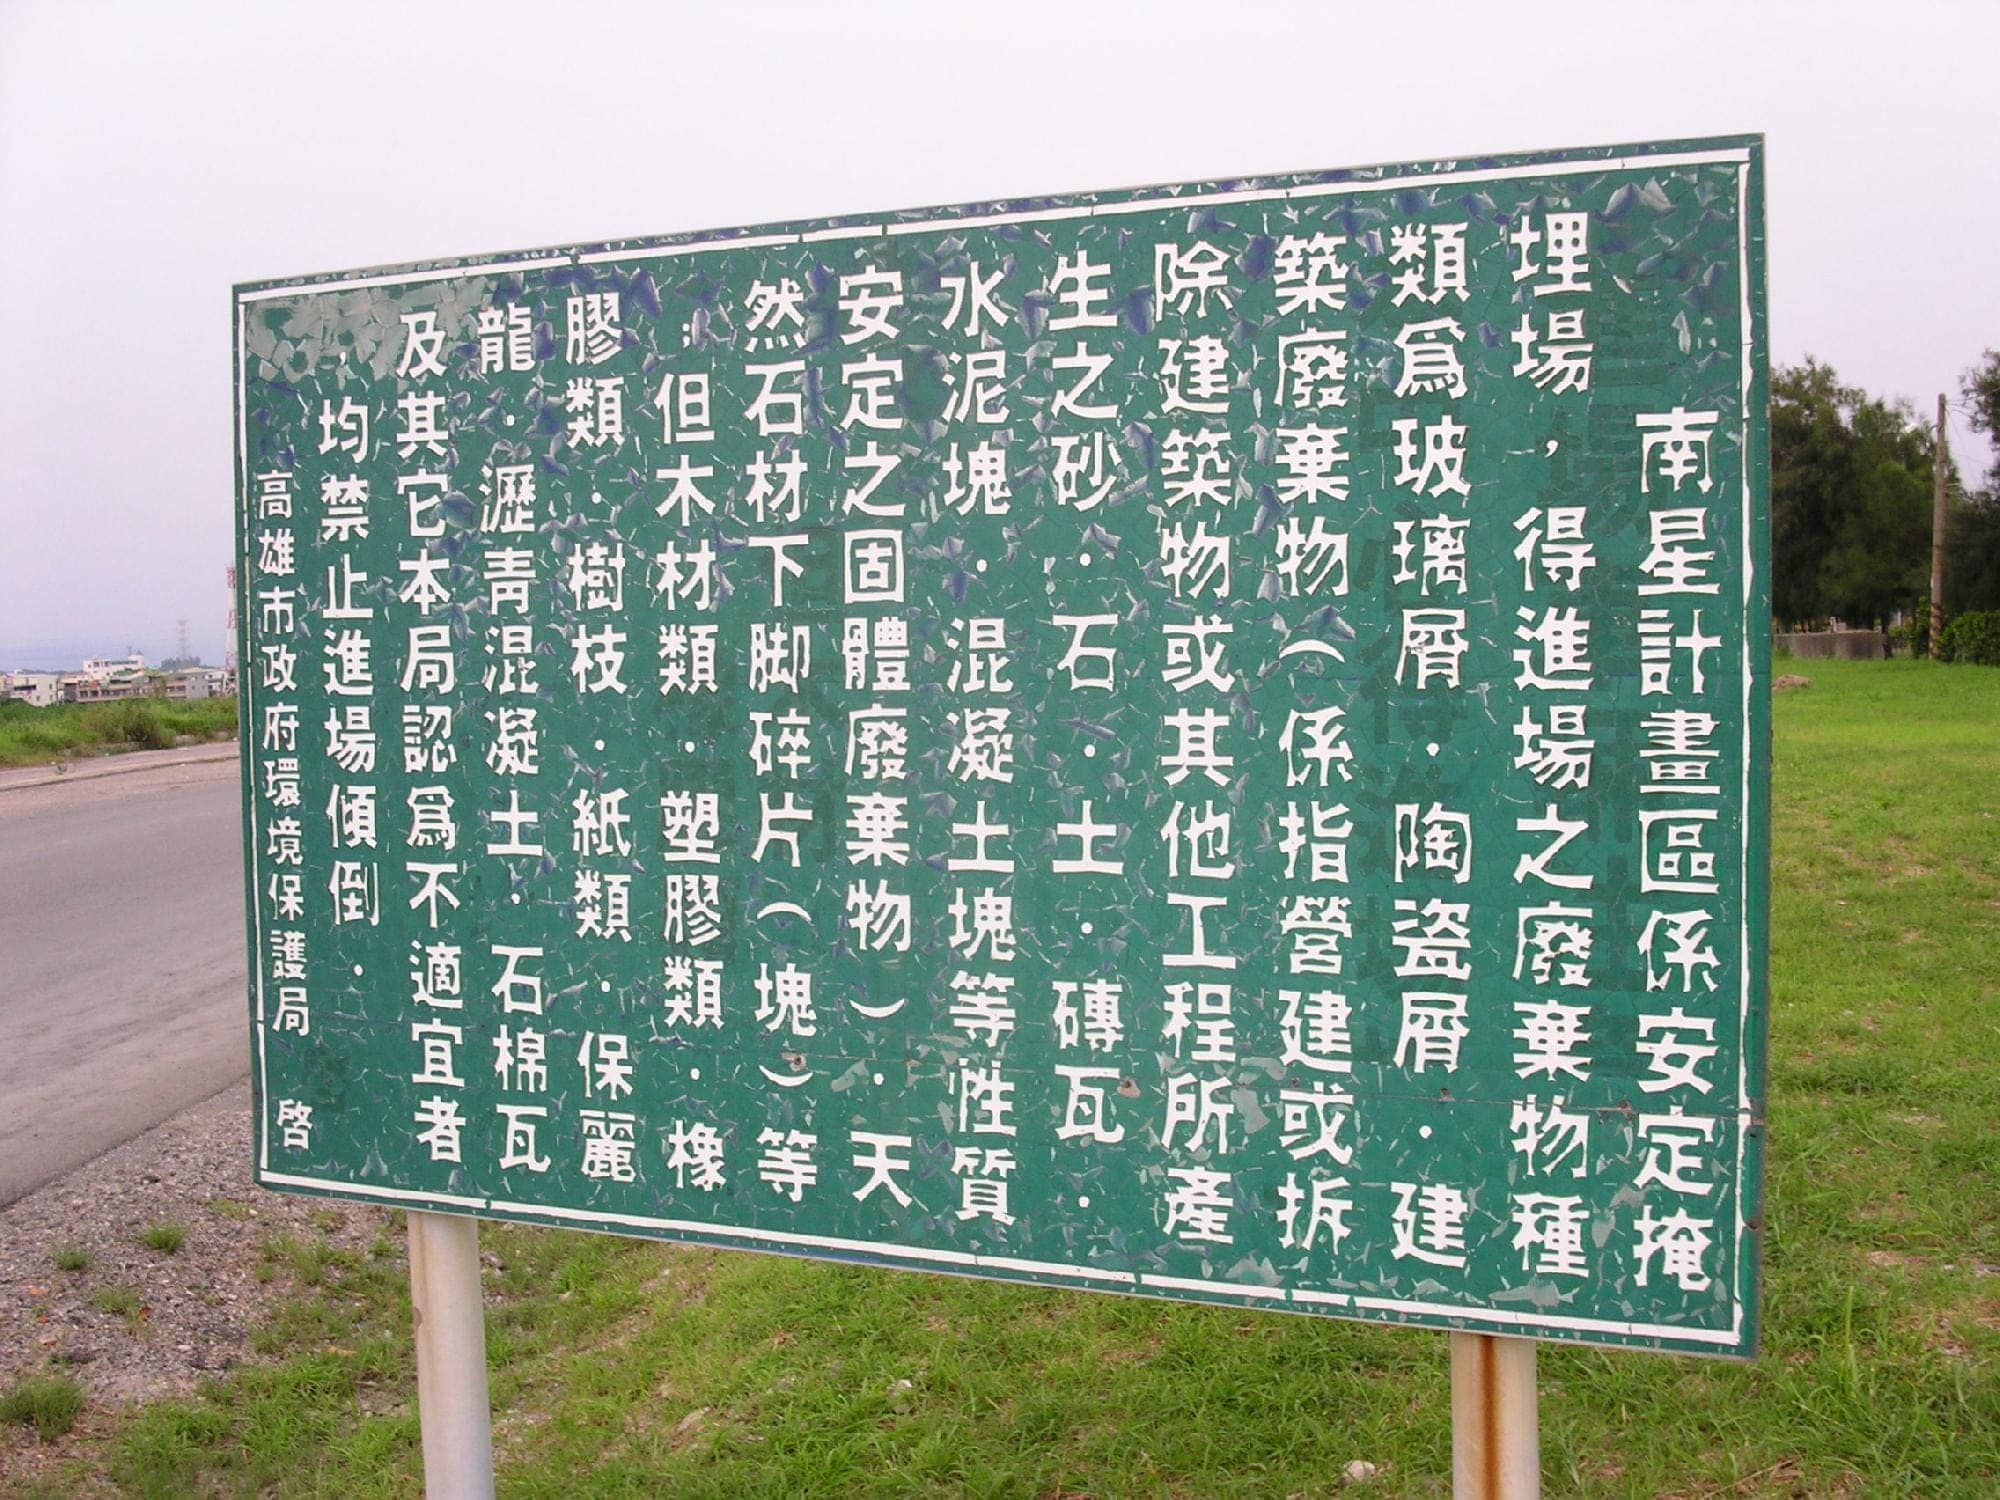 南星計畫區係安定掩
埋場，得進場之廢棄物種
類爲玻璃屑．陶瓷屑．建
築廢棄物（係指營建或拆
除建築物或其他工程所產
生之砂．石．土．磚瓦．
水泥塊．混凝土塊等性質
安定之固體廢棄物）．天
然石材下脚碎片（塊）等
；但木材類．塑膠類．橡
膠類．樹枝．紙類．保麗
龍．瀝青混凝土．石棉瓦
及其它本局認爲不適宜者
，均禁止進場傾倒．
高雄市政府環境保護局　啓